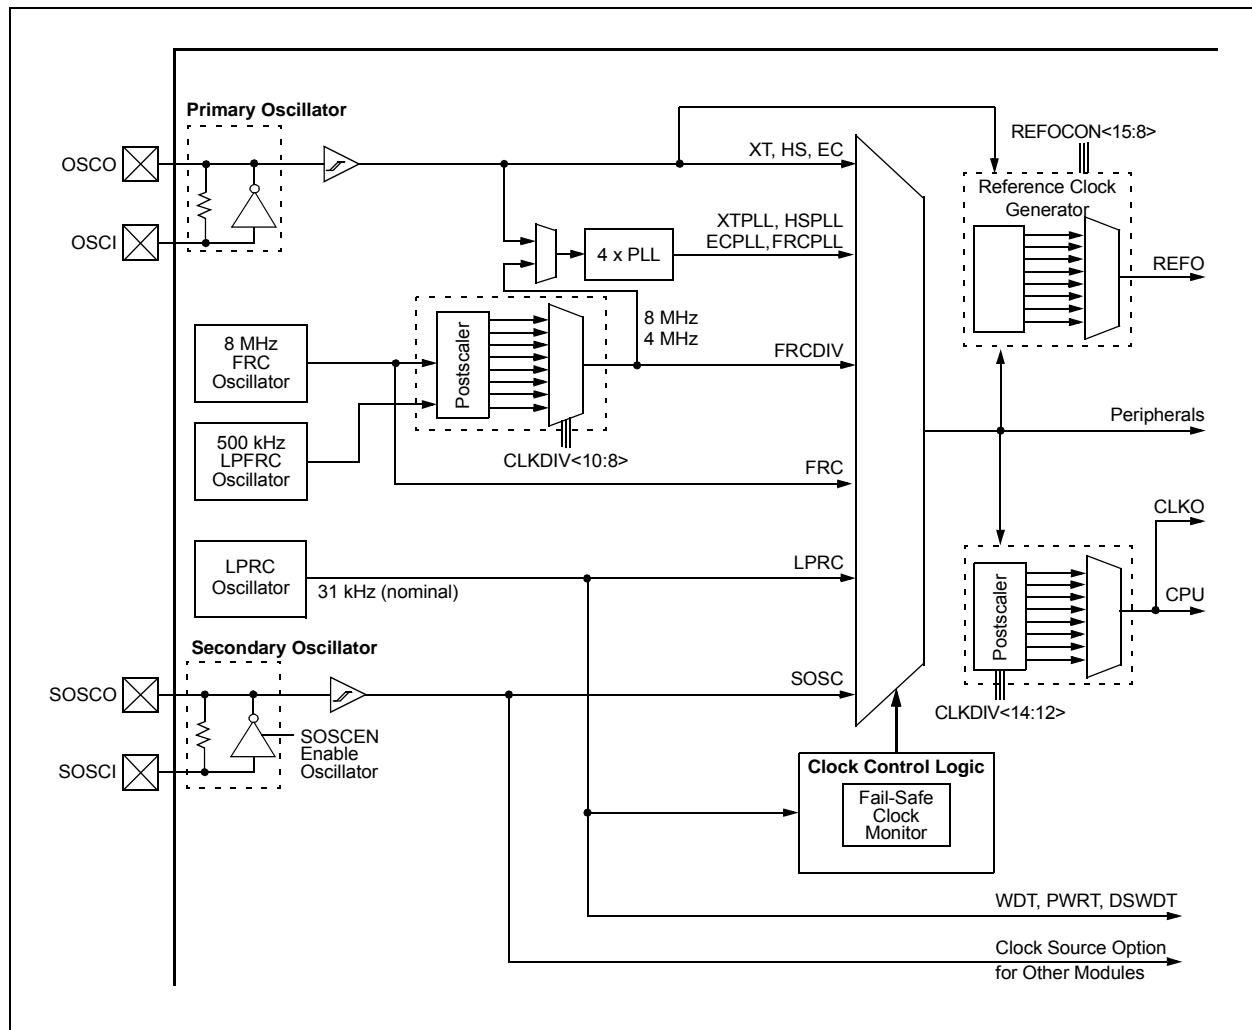 Primary Oscillator
OSCO
OSCI
XT, HS, EC
REFOCON<15:8>
Reference Clock
Generator
REFO
XTPLL, HSPLL
ECPLL,FRCPLL
4 x PLL
8 MHz
4 MHz
8 MHz
FRC
Oscillator
Postscaler
FRCDIV
Peripherals
500 kHz
LPFRC
Oscillator
CLKDIV<10:8>
FRC
CLKO
LPRC
Oscillator
31 kHz (nominal)
LPRC
Postscaler
CPU
CLKDIV<14:12>
Secondary Oscillator
SOSCO
SOSCI
SOSCEN
Enable
Oscillator
SOSC
Clock Control Logic
Fail-Safe
Clock
Monitor
WDT, PWRT, DSWDT
Clock Source Option
for Other Modules